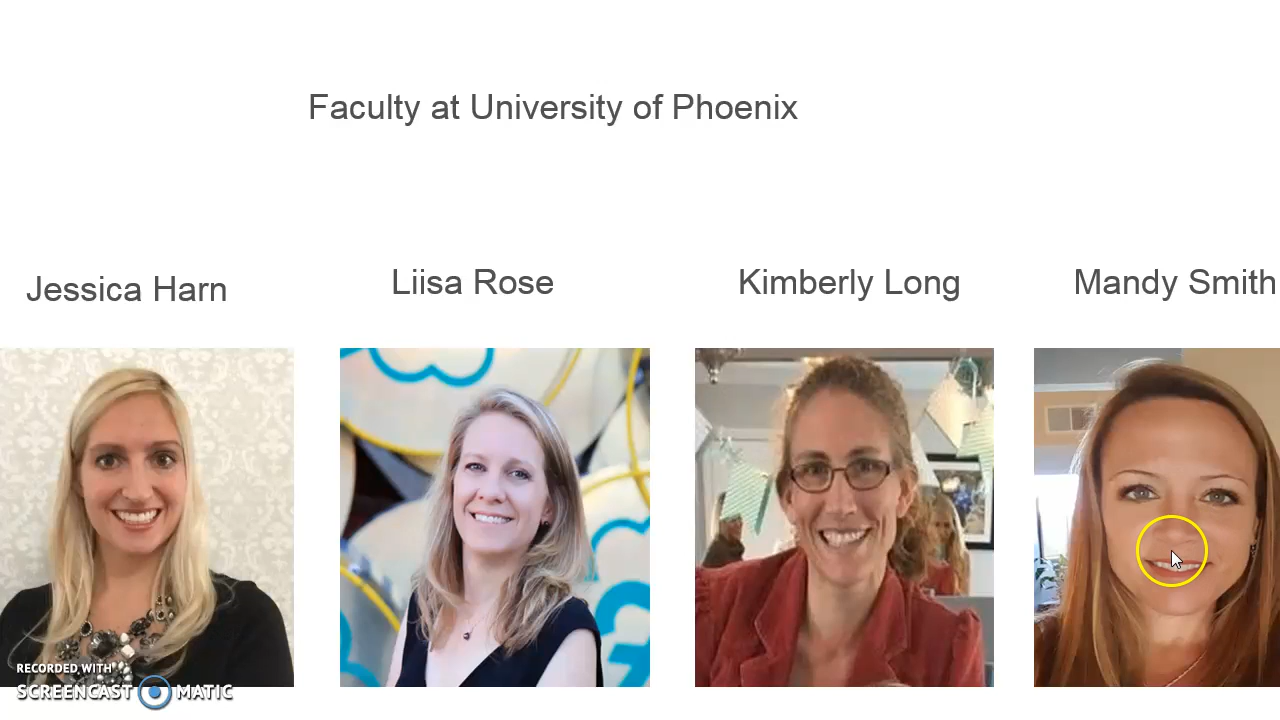 Faculty at University of Phoenix
Jessica Harn
Liisa Rose
Kimberly Long
Mandy Smith
RECORDED WITH
SCREENCAST MATIC